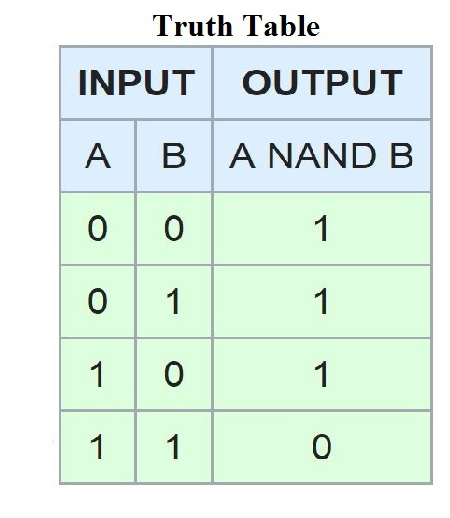 Truth Table
INPUT OUTPUT
A B A NAND B
0 0 1
0 1 1
1 0 1
1 1 0